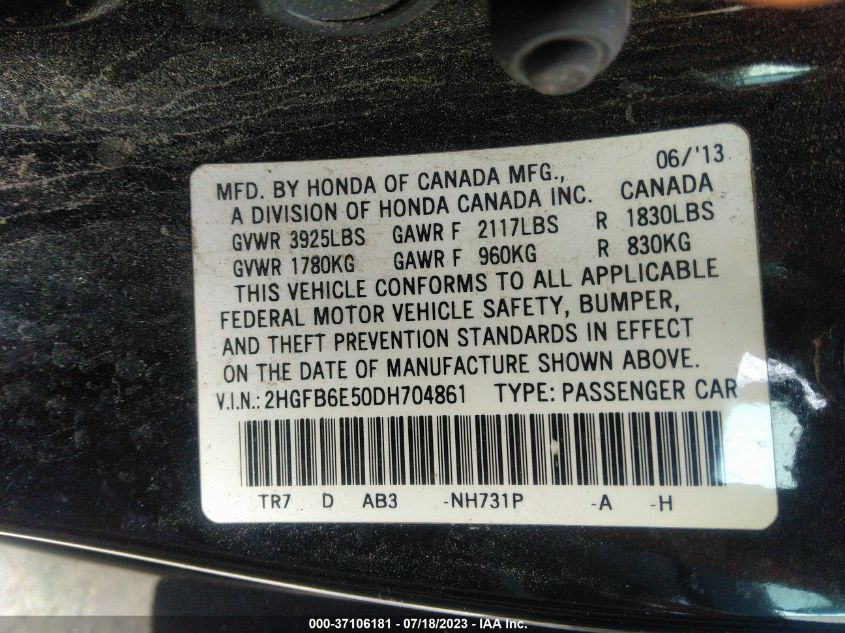 06/'13
MFD. BY HONDA OF CANADA MFG.,
A DIVISION OF HONDA CANADA INC. CANADA
GVWR 3925LBS GAWR F 2117LBS R 1830LBS
GVWR 1780KG GAWR F 960KG R 830KG
THIS VEHICLE CONFORMS TO ALL APPLICABLE
FEDERAL MOTOR VEHICLE SAFETY, BUMPER,
AND THEFT PREVENTION STANDARDS IN EFFECT
ON THE DATE OF MANUFACTURE SHOWN ABOVE.
V.I.N.: 2HGFB6E50DH704861 TYPE: PASSENGER CAR
TR7 D AB3 -NH731P -A -H
000-37106181 - 07/18/2023 - IAA Inc.